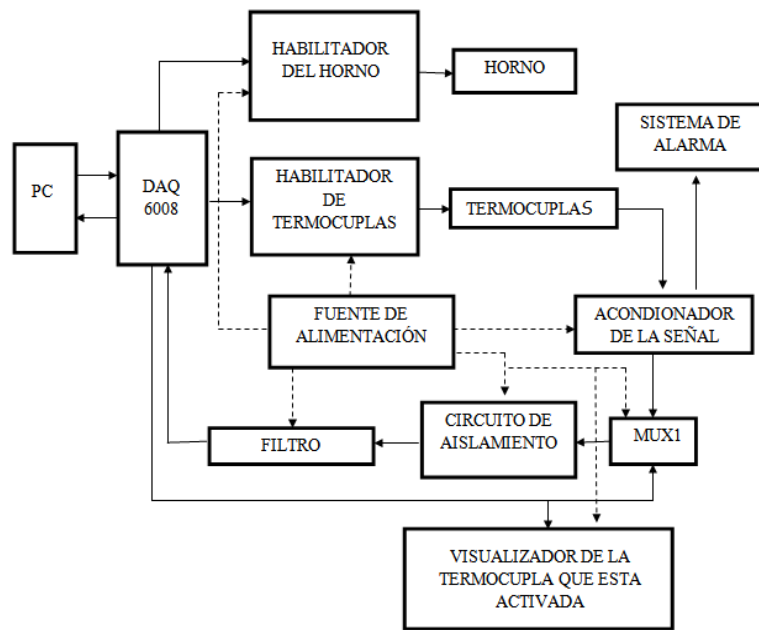 HABILITADOR
DEL HORNO
HORNO
SISTEMA DE
ALARMA
PC
DAQ
6008
HABILITADOR
DE
TERMOCUPLAS
TERMOCUPLAS
FUENTE DE
ALIMENTACIÓN
ACONDIONADOR
DE LA SEÑAL
FILTRO
CIRCUITO DE
AISLAMIENTO
MUX1
VISUALIZADOR DE LA
TERMOCUPLA QUE ESTA
ACTIVADA